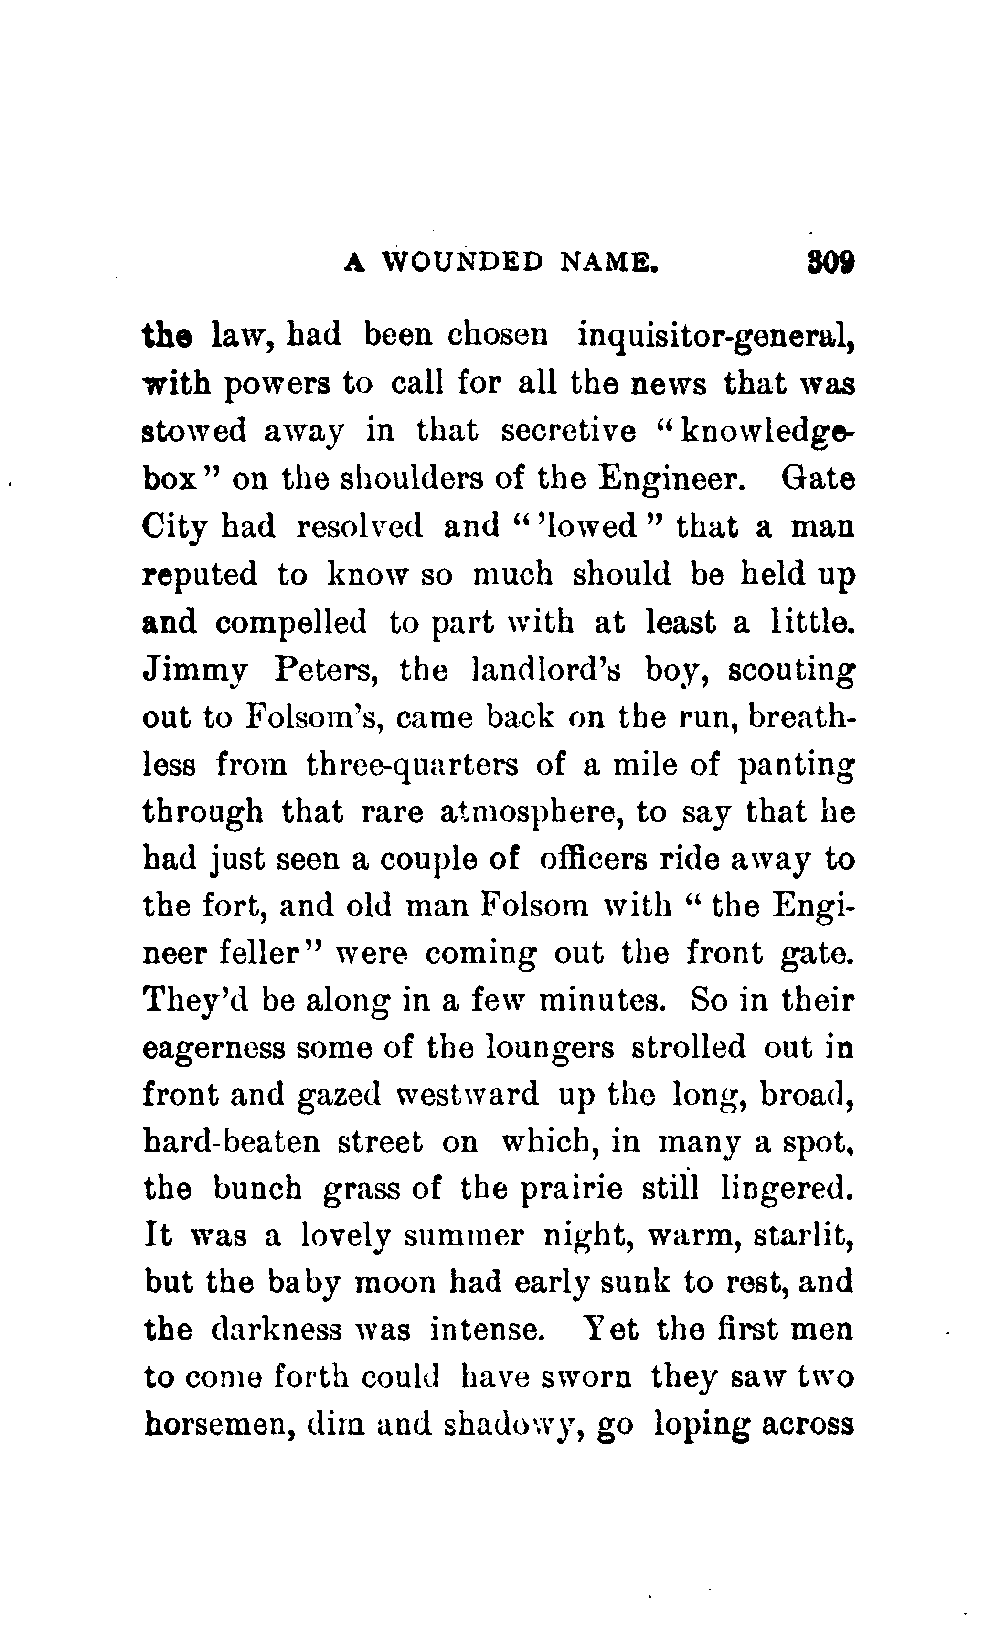 A WOUNDED NAME. 309
the law, had been chosen inquisitor-general,
with powers to call for all the news that was
stowed away in that secretive “knowledge-
box” on the shoulders of the Engineer. Gate
City had resolved and “’lowed” that a man
reputed to know so much should be held up
and compelled to part with at least a little.
Jimmy Peters, the landlord’s boy, scouting
out to Folsom’s, came back on the run, breath-
less from three-quarters of a mile of panting
through that rare atmosphere, to say that he
had just seen a couple of officers ride away to
the fort, and old man Folsom with “the Engi-
neer feller” were coming out the front gate.
They’d be along in a few minutes. So in their
eagerness some of the loungers strolled out in
front and gazed westward up the long, broad,
hard-beaten street on which, in many a spot,
the bunch grass of the prairie still lingered.
It was a lovely summer night, warm, starlit,
but the baby moon had early sunk to rest, and
the darkness was intense. Yet the first men
to come forth could have sworn they saw two
horsemen, dim and shadowy, go loping across